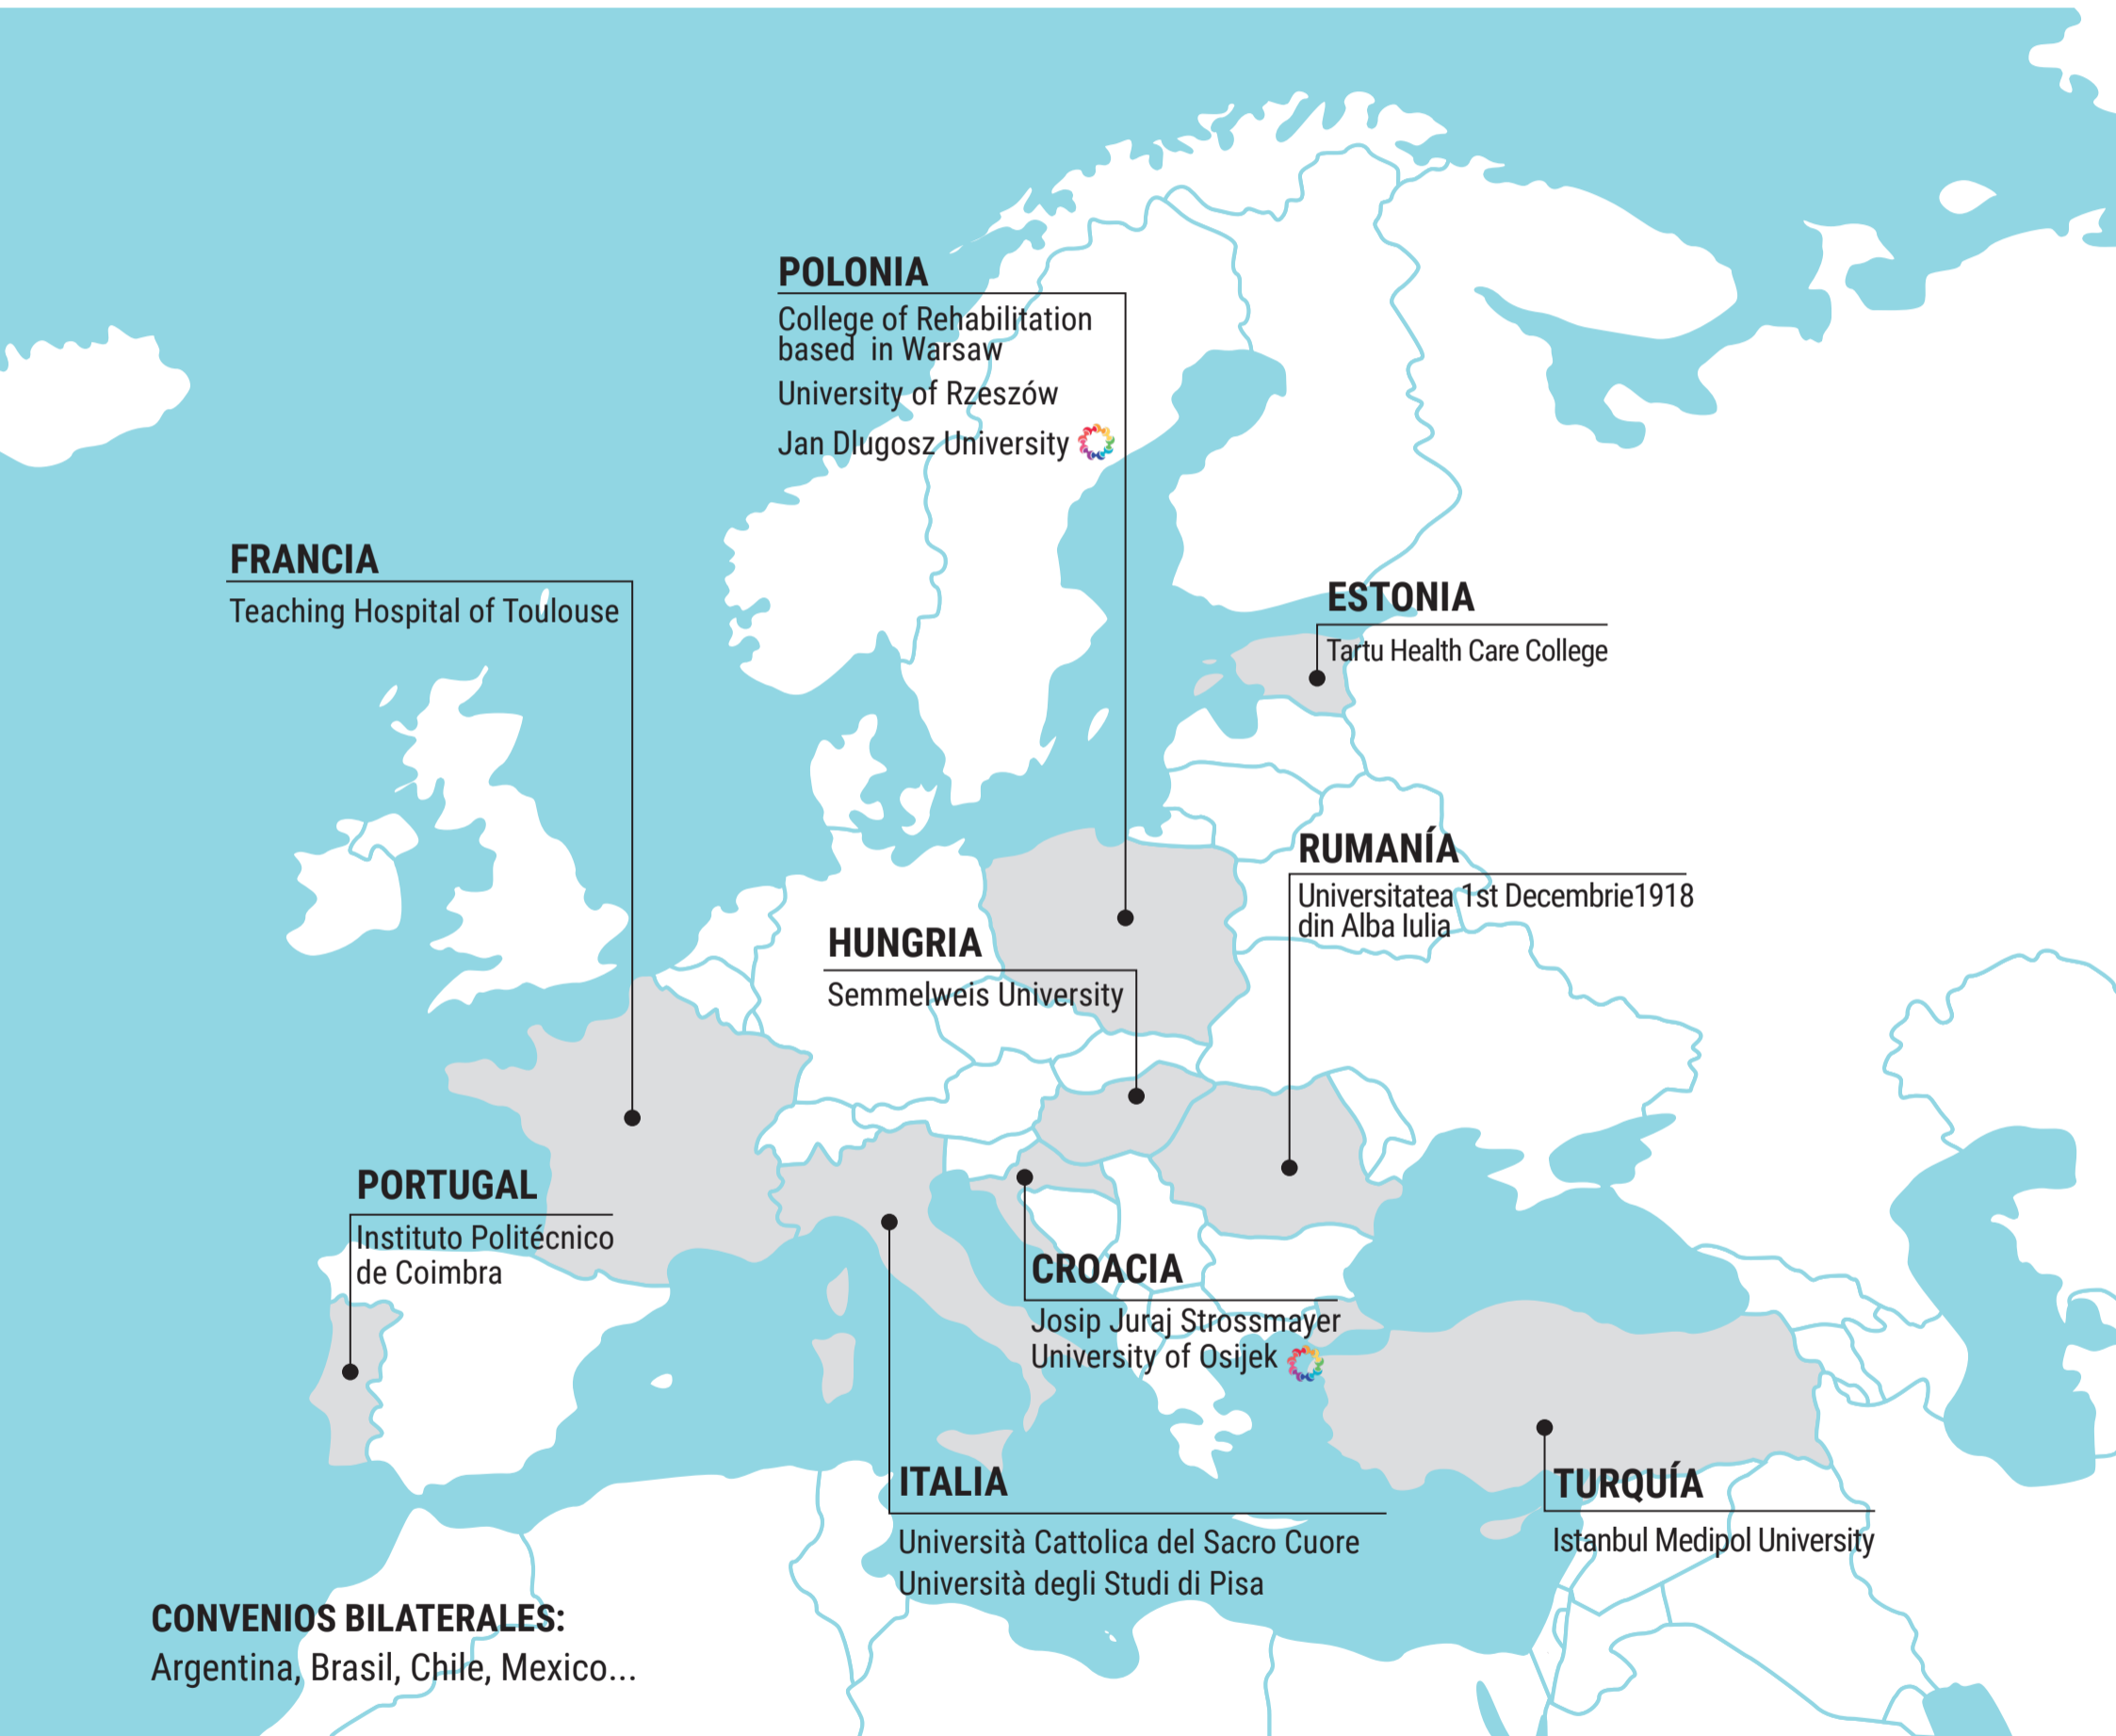 POLONIA
College of Rehabilitation
based in Warsaw
University of Rzeszów
Jan Dlugosz University
FRANCIA
Teaching Hospital of Toulouse
ESTONIA
Tartu Health Care College
RUMANÍA
Universitatea 1st Decembrie1918
din Alba Iulia
HUNGRIA
Semmelweis University
PORTUGAL
Instituto Politécnico
de Coimbra
CROACIA
Josip Juraj Strossmayer
University of Osijek
ITALIA
Università Cattolica del Sacro Cuore
Università degli Studi di Pisa
TURQUÍA
Istanbul Medipol University
CONVENIOS BILATERALES:
Argentina, Brasil, Chile, Mexico...